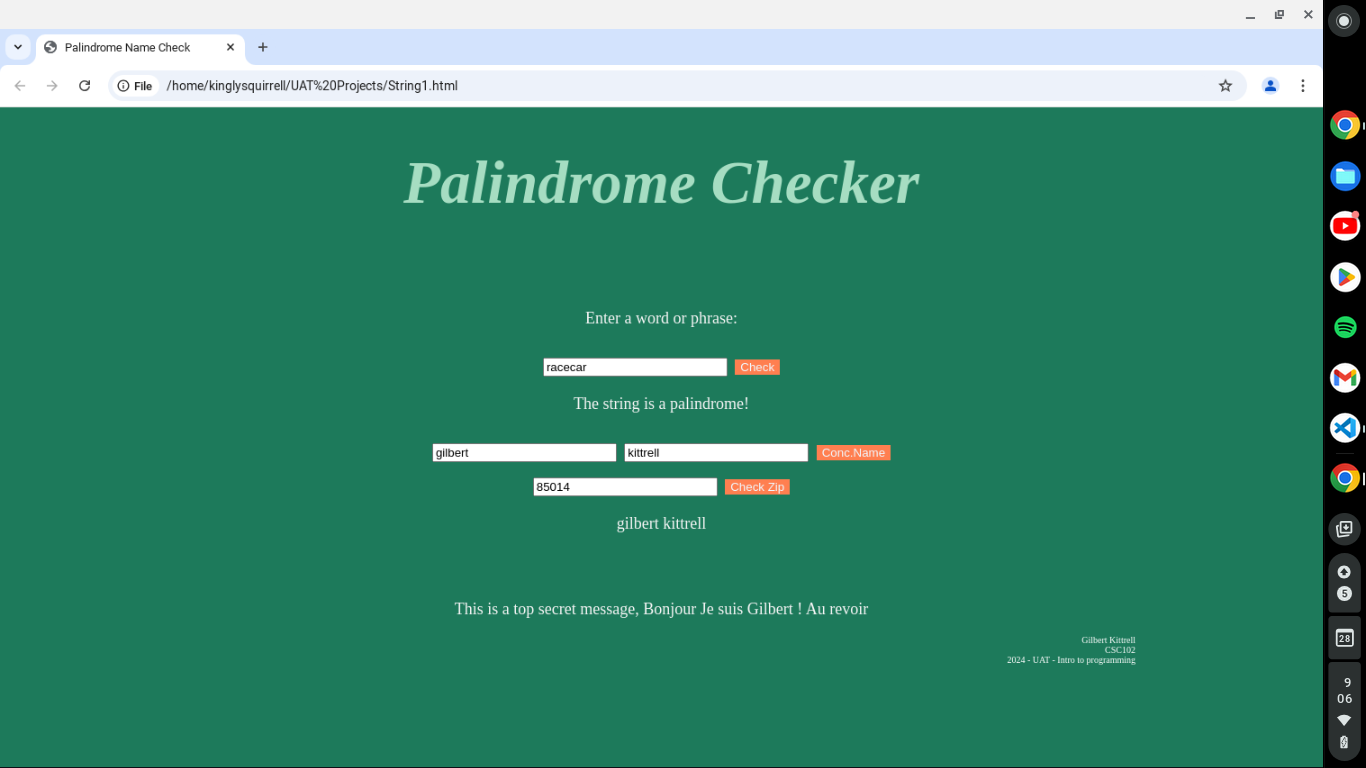 Palindrome Name Check
File
/home/kinglysquirrell/UAT%20Projects/String1.html
Palindrome Checker
Enter a word or phrase:
racecar Check
The string is a palindrome!
gilbert kittrell Conc.Name
85014 Check Zip
gilbert kittrell
This is a top secret message, Bonjour Je suis Gilbert ! Au revoir
Gilbert Kittrell
CSC102
2024 - UAT - Intro to programming
5
28
9
06